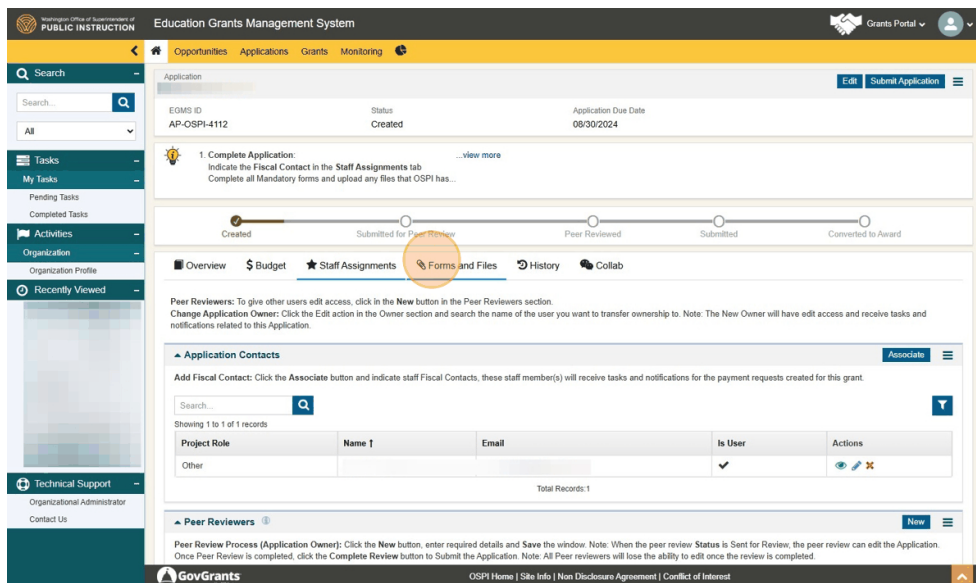 Washington Office of Superintendent of
PUBLIC INSTRUCTION
Education Grants Management System
Grants Portal
Opportunities Applications Grants Monitoring
Search
Search...
All
Tasks
My Tasks
Pending Tasks
Completed Tasks
Activities
Organization
Organization Profile
Recently Viewed
Technical Support
Organizational Administrator
Contact Us
Application
Edit Submit Application
EGMS ID Status Application Due Date
AP-OSPI-4112 Created 08/30/2024
1. Complete Application: ...view more
Indicate the Fiscal Contact in the Staff Assignments tab
Complete all Mandatory forms and upload any files that OSPI has...
Created Submitted for Peer Review Peer Reviewed Submitted Converted to Award
Overview $ Budget Staff Assignments Forms and Files History Collab
Peer Reviewers: To give other users edit access, click in the New button in the Peer Reviewers section.
Change Application Owner: Click the Edit action in the Owner section and search the name of the user you want to transfer ownership to. Note: The New Owner will have edit access and receive tasks and
notifications related to this Application.
Application Contacts Associate
Add Fiscal Contact: Click the Associate button and indicate staff Fiscal Contacts, these staff member(s) will receive tasks and notifications for the payment requests created for this grant.
Search...
Showing 1 to 1 of 1 records
Project Role Name ↑ Email Is User Actions
Other
Total Records:1
Peer Reviewers New
Peer Review Process (Application Owner): Click the New button, enter required details and Save the window. Note: When the peer review Status is Sent for Review, the peer review can edit the Application.
Once Peer Review is completed, click the Complete Review button to Submit the Application. Note: All Peer reviewers will lose the ability to edit once the review is completed.
GovGrants OSPI Home | Site Info | Non Disclosure Agreement | Conflict of Interest